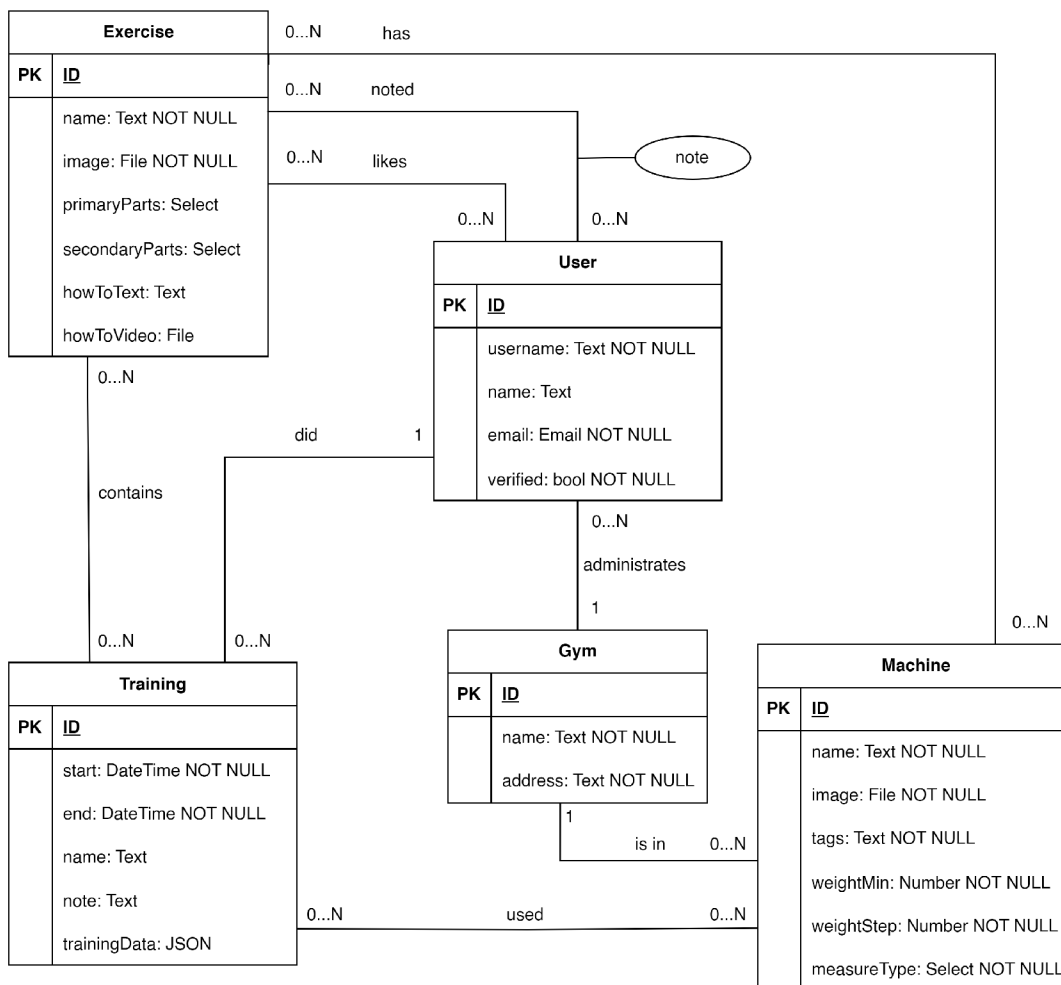 Exercise
PK ID
name: Text NOT NULL
image: File NOT NULL
primaryParts: Select
secondaryParts: Select
howToText: Text
howToVideo: File
0...N has
0...N noted
0...N likes
note
0...N 0...N
User
PK ID
username: Text NOT NULL
name: Text
email: Email NOT NULL
verified: bool NOT NULL
0...N
did 1
contains
0...N
administrates
1
0...N 0...N
0...N
Training
PK ID
start: DateTime NOT NULL
end: DateTime NOT NULL
name: Text
note: Text
trainingData: JSON
Gym
PK ID
name: Text NOT NULL
address: Text NOT NULL
1
is in 0...N
0...N used 0...N
Machine
PK ID
name: Text NOT NULL
image: File NOT NULL
tags: Text NOT NULL
weightMin: Number NOT NULL
weightStep: Number NOT NULL
measureType: Select NOT NULL